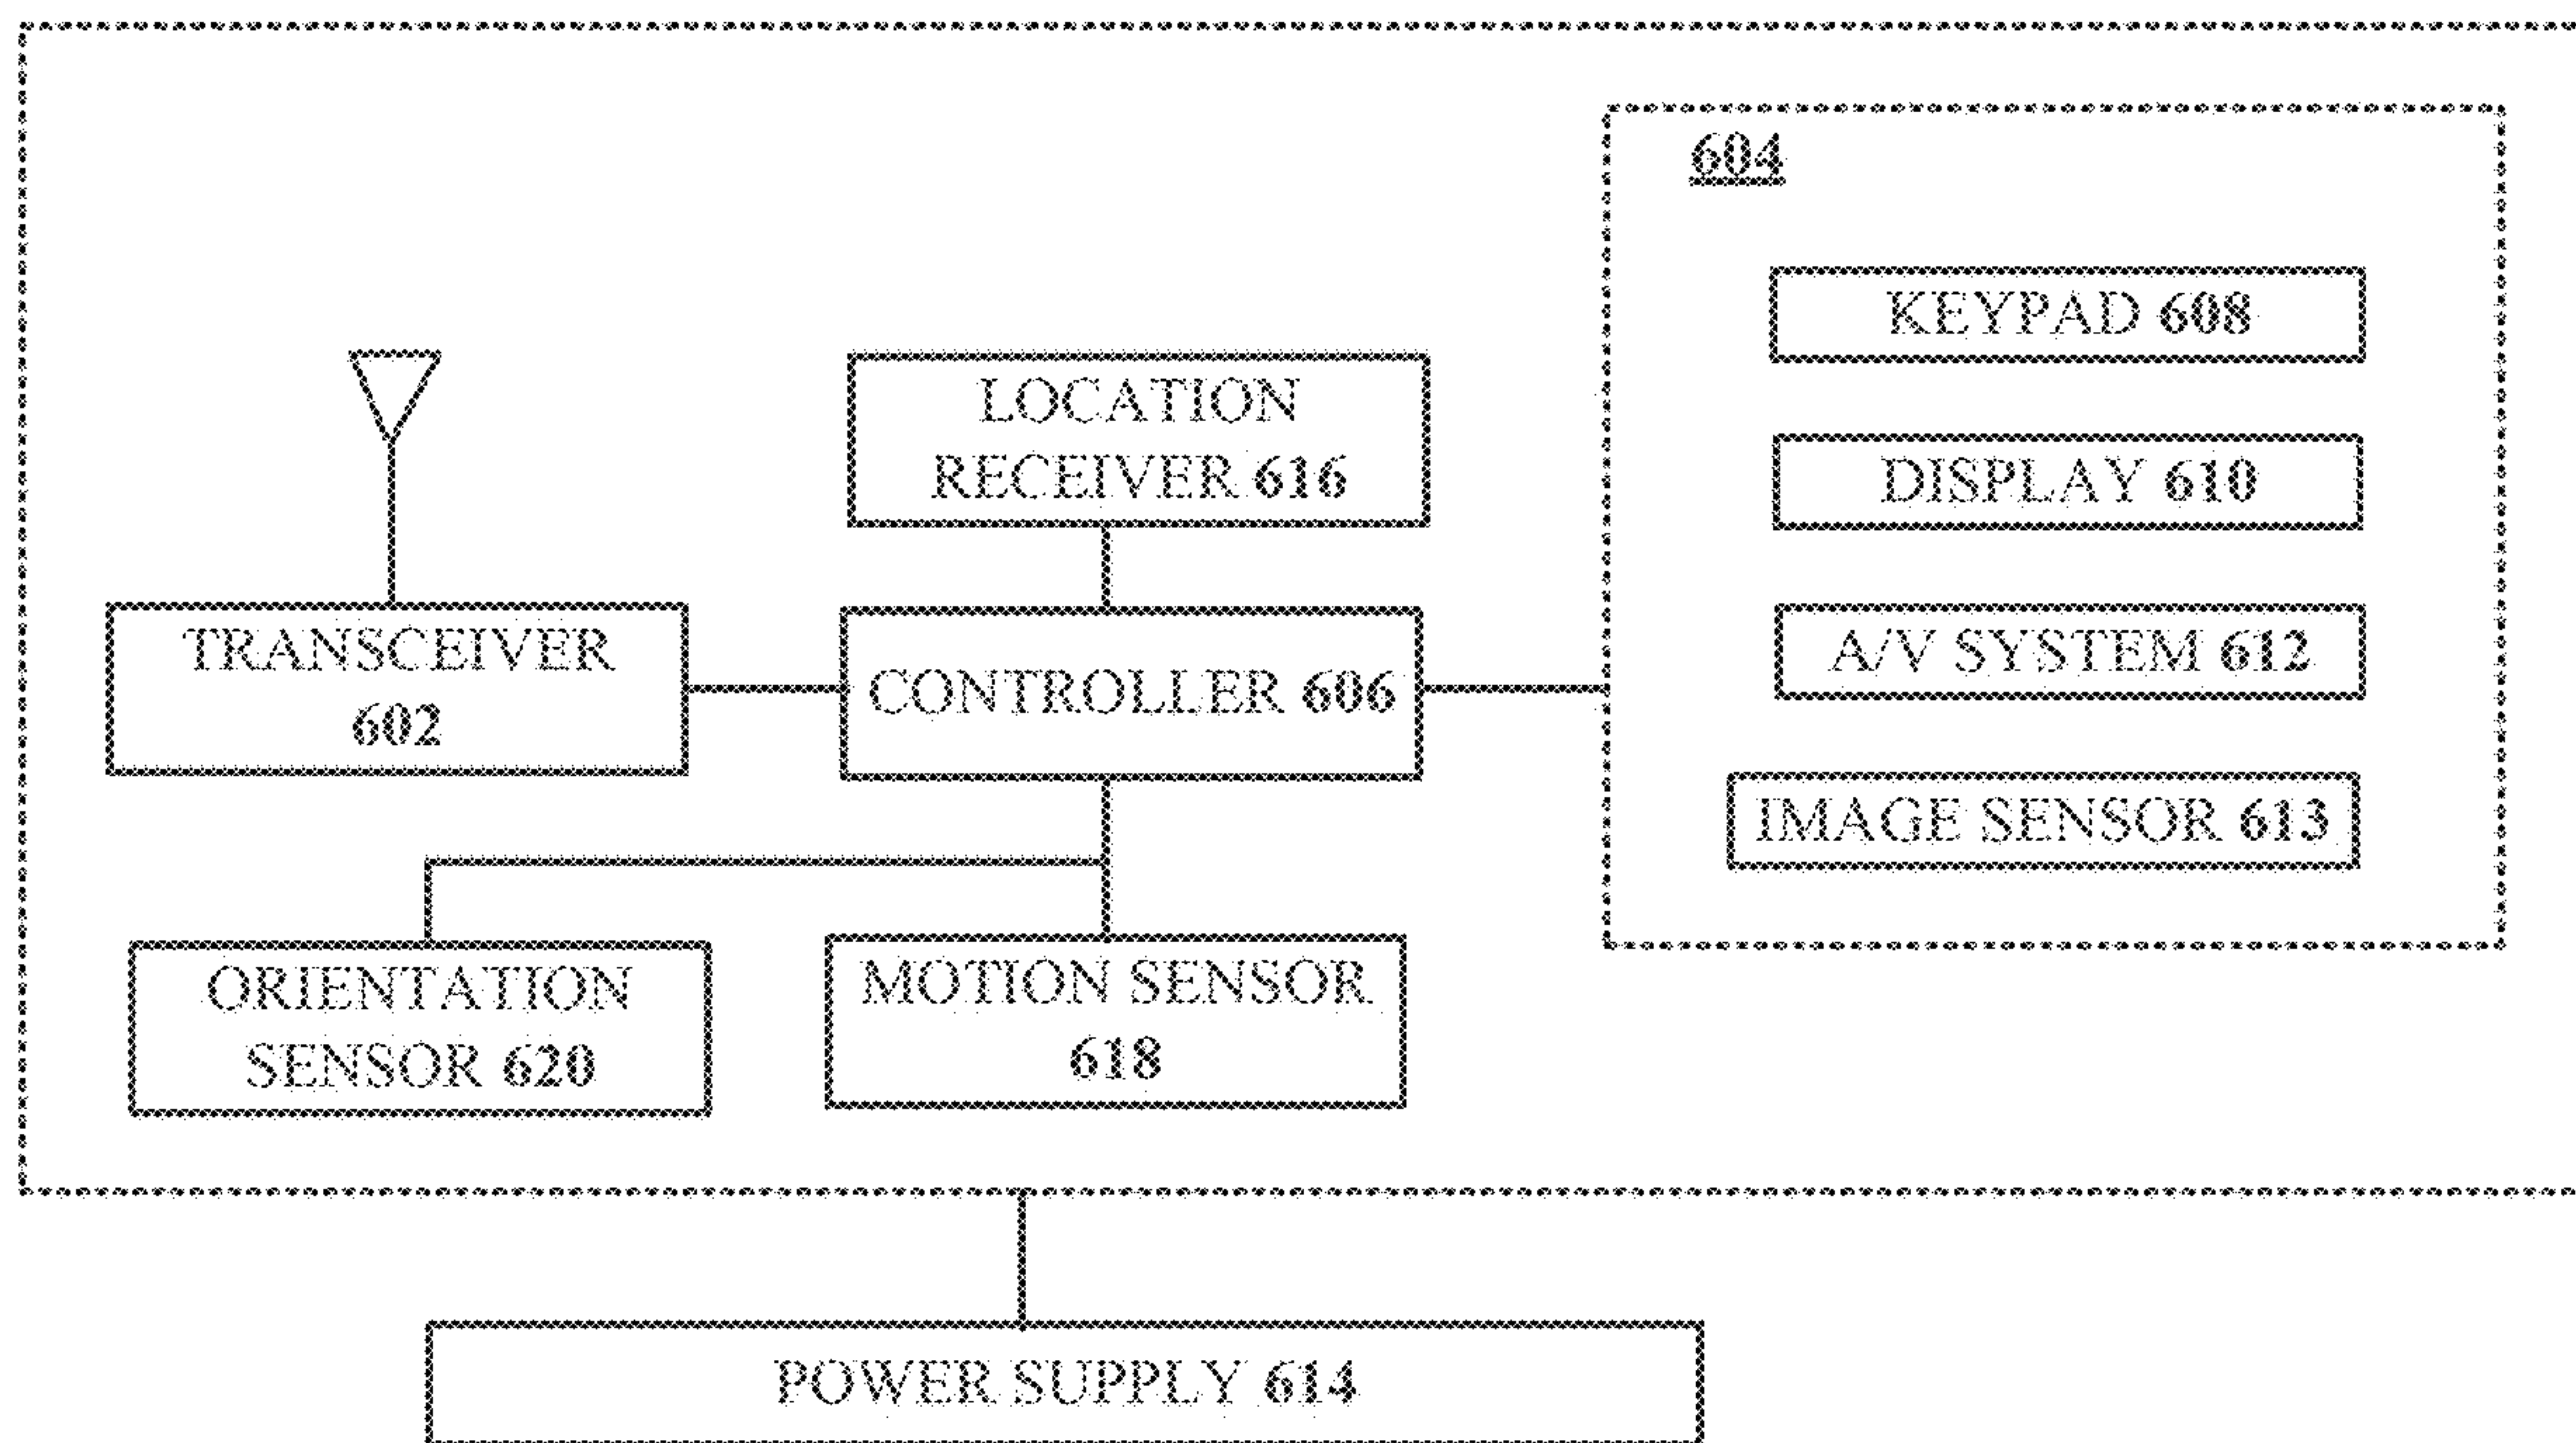 604
KEYPAD 608
LOCATION
RECEIVER 616
DISPLAY 610
TRANSCEIVER
602
CONTROLLER 606
A/V SYSTEM 612
IMAGE SENSOR 613
ORIENTATION
SENSOR 620
MOTION SENSOR
618
POWER SUPPLY 614